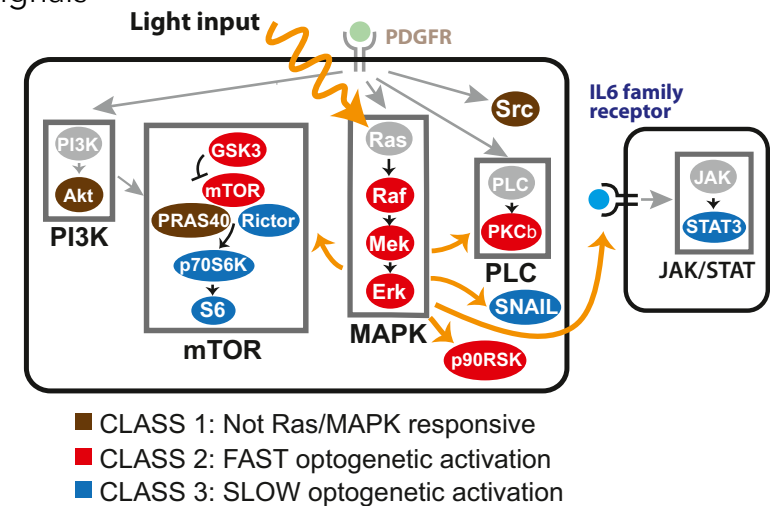 ignals
Light input
PDGFR
IL6 family
receptor
Src
PI3K
Akt
PI3K
GSK3
mTOR
PRAS40
Rictor
p70S6K
S6
mTOR
Ras
Raf
Mek
Erk
MAPK
PLC
PKCb
PLC
SNAIL
p90RSK
JAK
STAT3
JAK/STAT
CLASS 1: Not Ras/MAPK responsive
CLASS 2: FAST optogenetic activation
CLASS 3: SLOW optogenetic activation